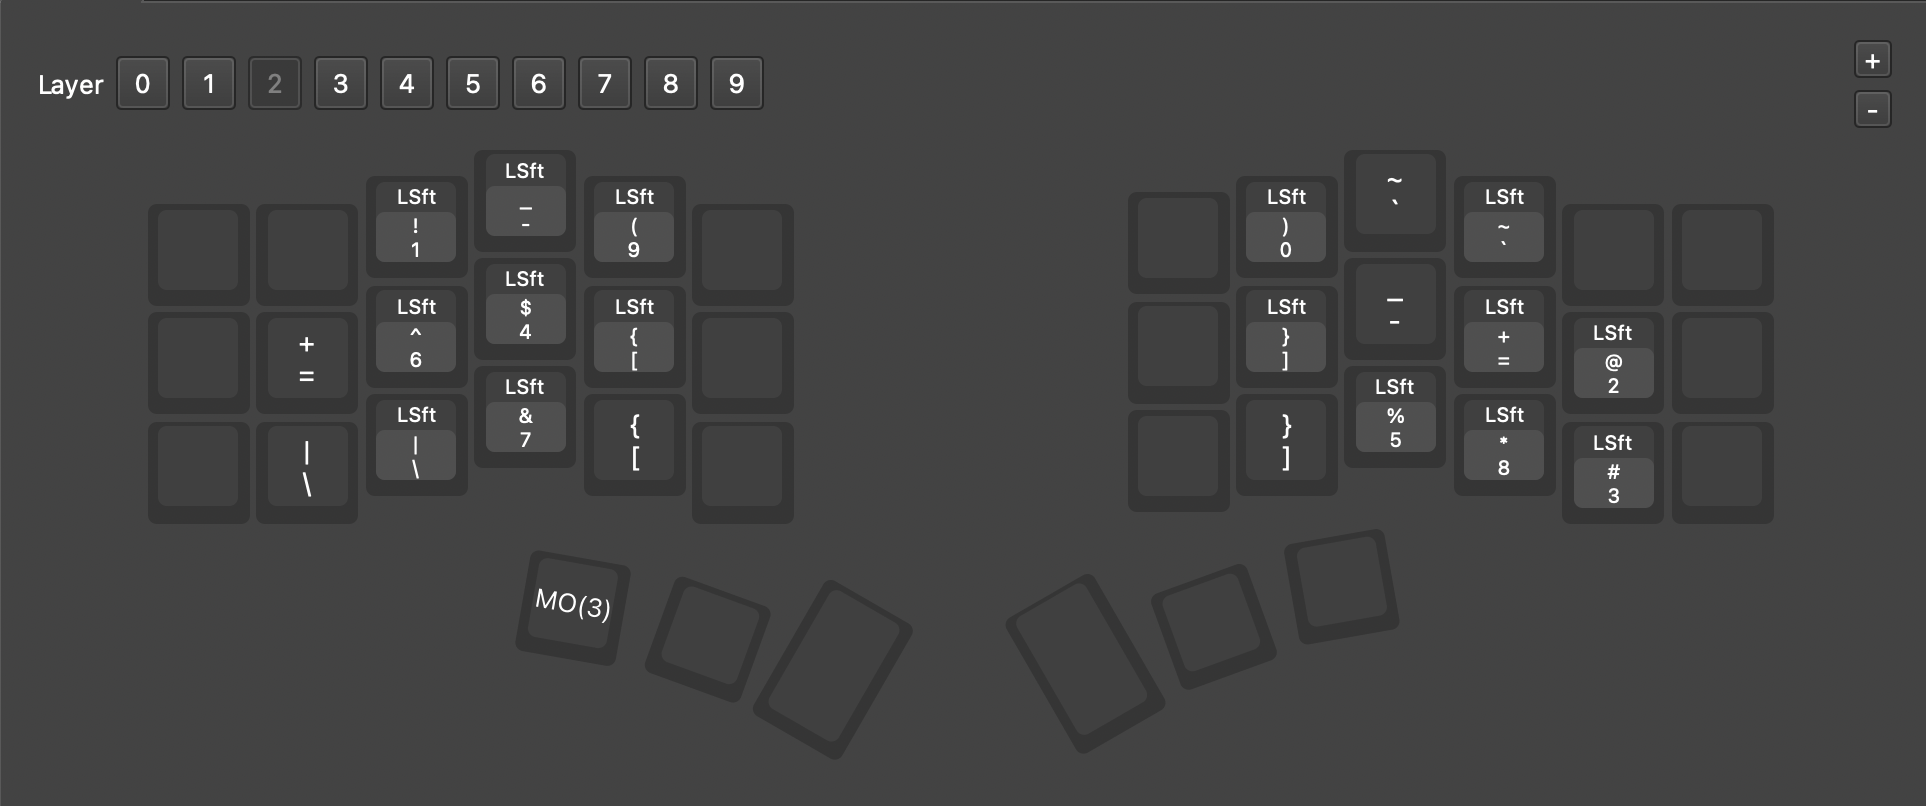 Layer 0 1 2 3 4 5 6 7 8 9
+
-
LSft
!
1
LSft
_
-
LSft
(
9
LSft
)
0
~
`
LSft
~
`
+
=
LSft
^
6
LSft
$
4
LSft
{
[
LSft
}
]
_
-
LSft
+
=
LSft
@
2
|
\
LSft
|
\
LSft
&
7
{
[
}
]
LSft
%
5
LSft
*
8
LSft
#
3
MO(3)